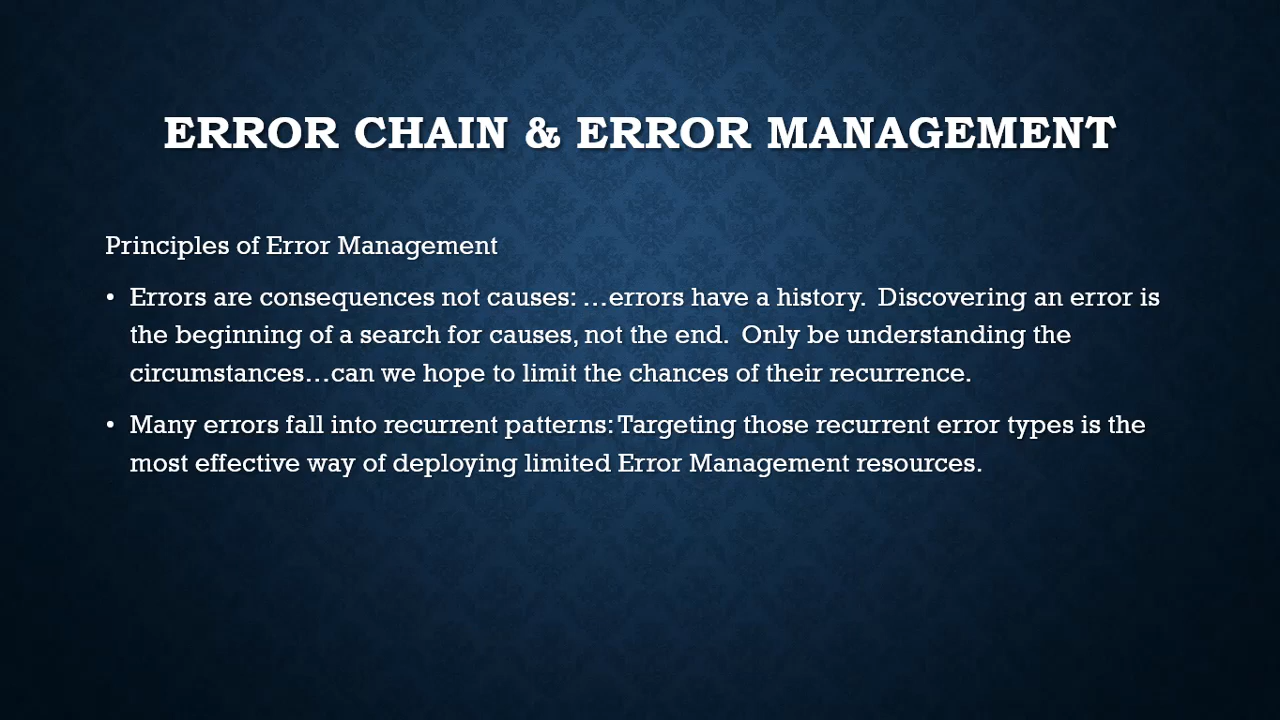 ERROR CHAIN & ERROR MANAGEMENT
Principles of Error Management
• Errors are consequences not causes: …errors have a history.  Discovering an error is
the beginning of a search for causes, not the end.  Only be understanding the
circumstances…can we hope to limit the chances of their recurrence.
• Many errors fall into recurrent patterns: Targeting those recurrent error types is the
most effective way of deploying limited Error Management resources.